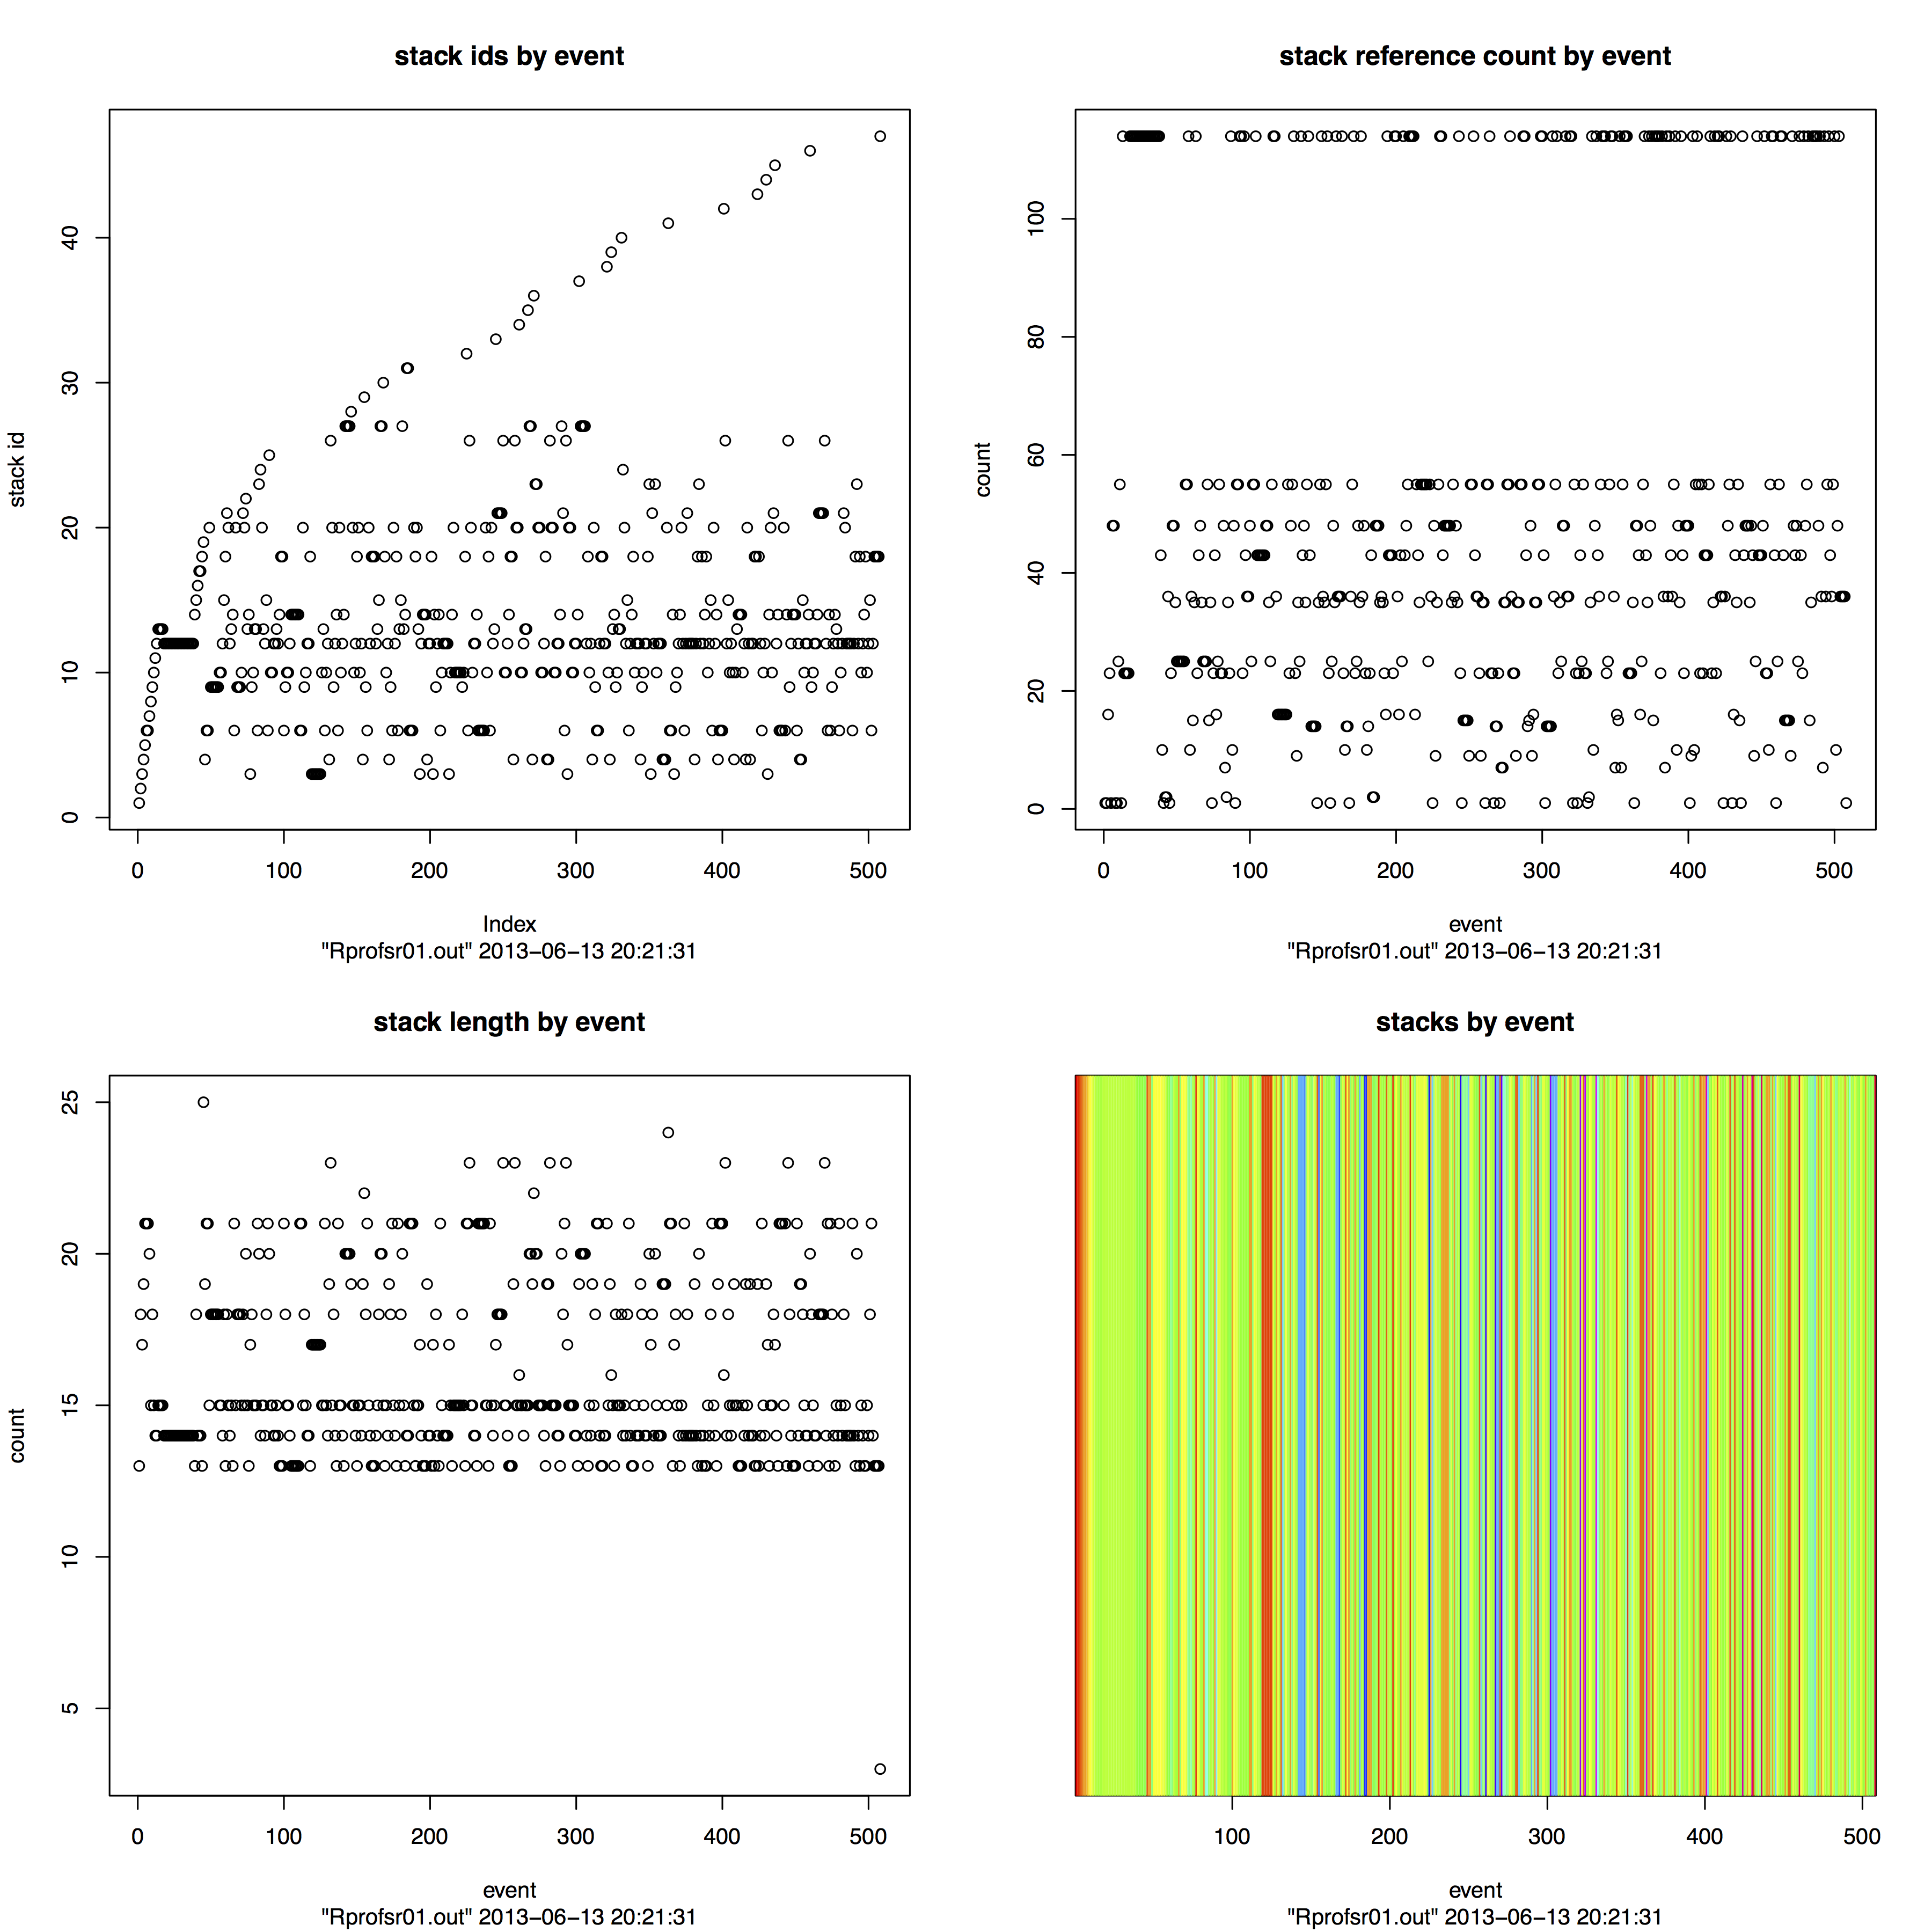 stack ids by event
stack id
0 10 20 30 40
0 100 200 300 400 500
Index
"Rprofsr01.out" 2013−06−13 20:21:31
stack reference count by event
count
0 20 40 60 80 100
0 100 200 300 400 500
event
"Rprofsr01.out" 2013−06−13 20:21:31
stack length by event
count
5 10 15 20 25
0 100 200 300 400 500
event
"Rprofsr01.out" 2013−06−13 20:21:31
stacks by event
100 200 300 400 500
event
"Rprofsr01.out" 2013−06−13 20:21:31